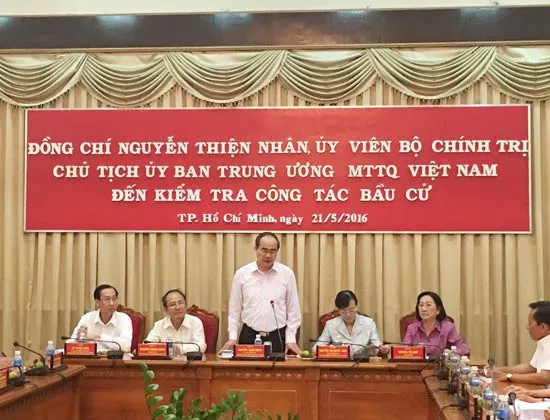 ĐỒNG CHÍ NGUYỄN THIỆN NHÂN, ỦY VIÊN BỘ CHÍNH TRỊ
CHỦ TỊCH ỦY BAN TRUNG ƯƠNG MTTQ VIỆT NAM
ĐẾN KIỂM TRA CÔNG TÁC BẦU CỬ
TP. Hồ Chí Minh, ngày 21/5/2016